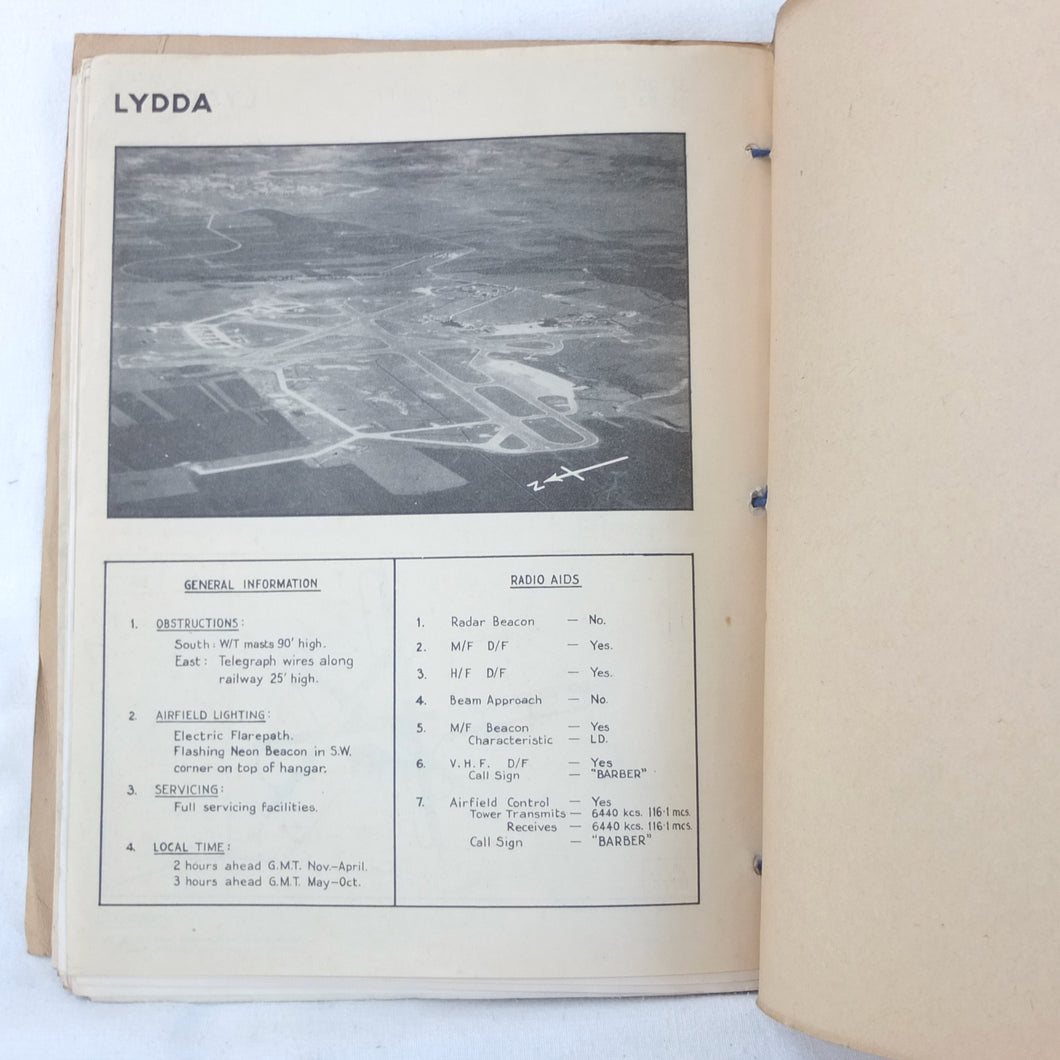 LYDDA
N
GENERAL INFORMATION
1. OBSTRUCTIONS:
South: W/T masts 90' high.
East: Telegraph wires along
railway 25' high.
2. AIRFIELD LIGHTING:
Electric Flarepath.
Flashing Neon Beacon in S.W.
corner on top of hangar.
3. SERVICING:
Full servicing facilities.
4. LOCAL TIME:
2 hours ahead G.M.T. Nov.-April.
3 hours ahead G.M.T. May-Oct.
RADIO AIDS
1. Radar Beacon — No.
2. M/F D/F — Yes.
3. H/F D/F — Yes.
4. Beam Approach — No.
5. M/F Beacon — Yes
Characteristic — LD.
6. V.H.F. D/F — Yes
Call Sign — "BARBER"
7. Airfield Control — Yes
Tower Transmits — 6440 kcs. 116·1 mcs.
Receives — 6440 kcs. 116·1 mcs.
Call Sign — "BARBER"